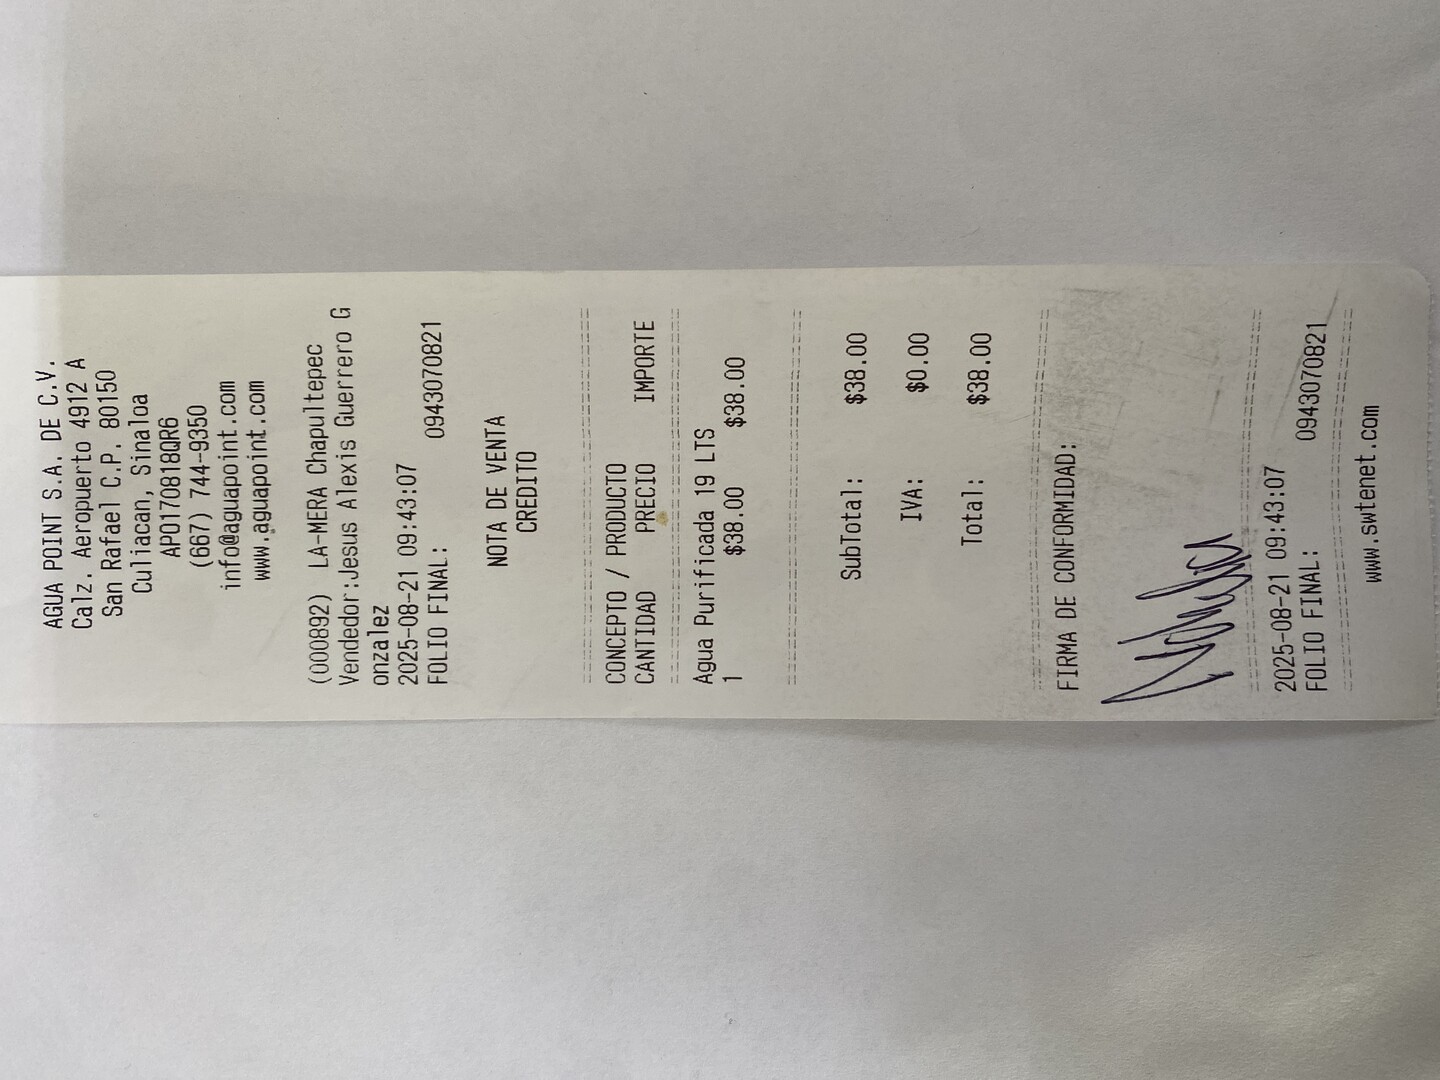 AGUA POINT S.A. DE C.V.
Calz. Aeropuerto 4912 A
San Rafael C.P. 80150
Culiacan, Sinaloa
APO170818QR6
(667) 744-9350
info@aguapoint.com
www.aguapoint.com
(000892) LA-MERA Chapultepec
Vendedor:Jesus Alexis Guerrero G
onzalez
2025-08-21 09:43:07
FOLIO FINAL: 0943070821
NOTA DE VENTA
CREDITO
CONCEPTO / PRODUCTO
CANTIDAD PRECIO IMPORTE
Agua Purificada 19 LTS
1 $38.00 $38.00
SubTotal: $38.00
IVA: $0.00
Total: $38.00
FIRMA DE CONFORMIDAD:
2025-08-21 09:43:07
FOLIO FINAL: 0943070821
www.swtenet.com